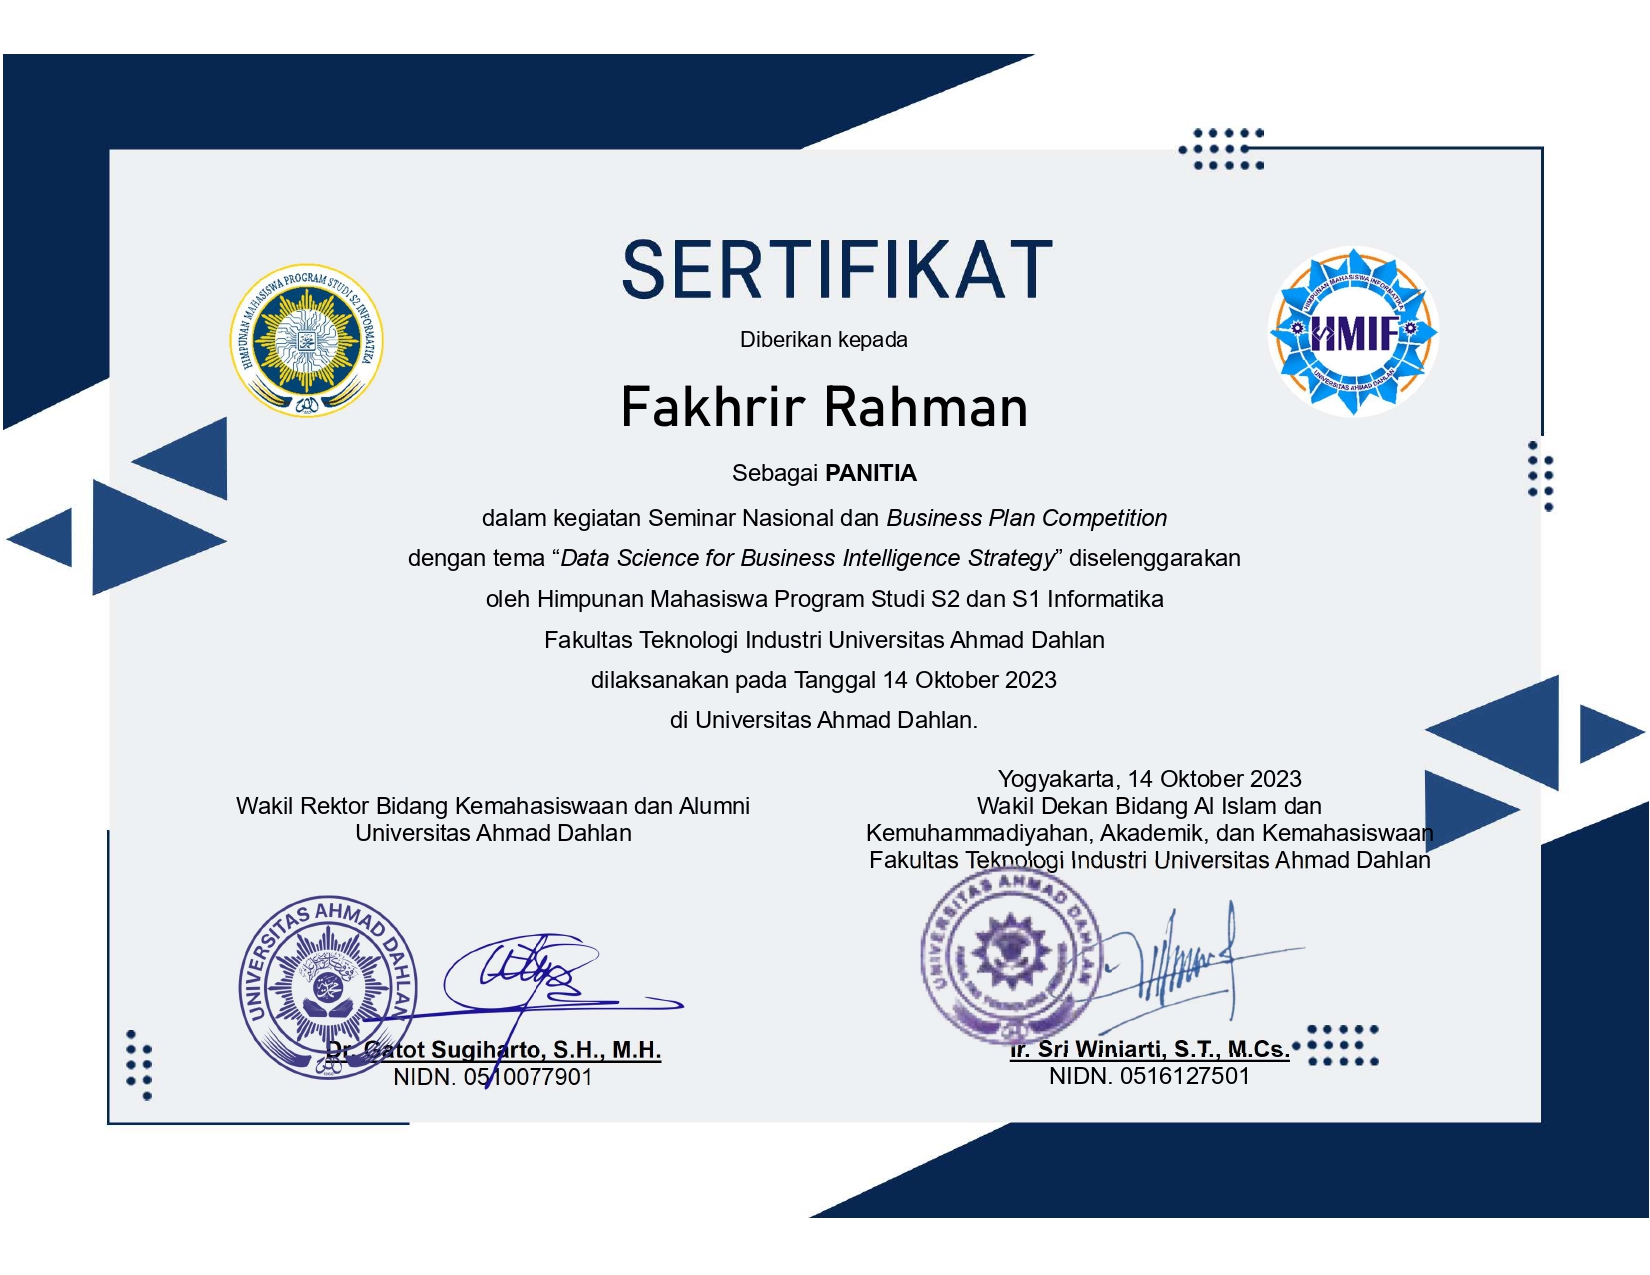 SERTIFIKAT
HIMPUNAN MAHASISWA PROGRAM STUDI S2 INFORMATIKA
HIMPUNAN MAHASISWA INFORMATIKA
HMIF
UNIVERSITAS AHMAD DAHLAN
Diberikan kepada
Fakhrir Rahman
Sebagai PANITIA
dalam kegiatan Seminar Nasional dan Business Plan Competition
dengan tema “Data Science for Business Intelligence Strategy” diselenggarakan
oleh Himpunan Mahasiswa Program Studi S2 dan S1 Informatika
Fakultas Teknologi Industri Universitas Ahmad Dahlan
dilaksanakan pada Tanggal 14 Oktober 2023
di Universitas Ahmad Dahlan.
Wakil Rektor Bidang Kemahasiswaan dan Alumni
Universitas Ahmad Dahlan
UNIVERSITAS AHMAD DAHLAN
Dr. Gatot Sugiharto, S.H., M.H.
NIDN. 0510077901
Yogyakarta, 14 Oktober 2023
Wakil Dekan Bidang Al Islam dan
Kemuhammadiyahan, Akademik, dan Kemahasiswaan
Fakultas Teknologi Industri Universitas Ahmad Dahlan
UNIVERSITAS AHMAD DAHLAN
Ir. Sri Winiarti, S.T., M.Cs.
NIDN. 0516127501